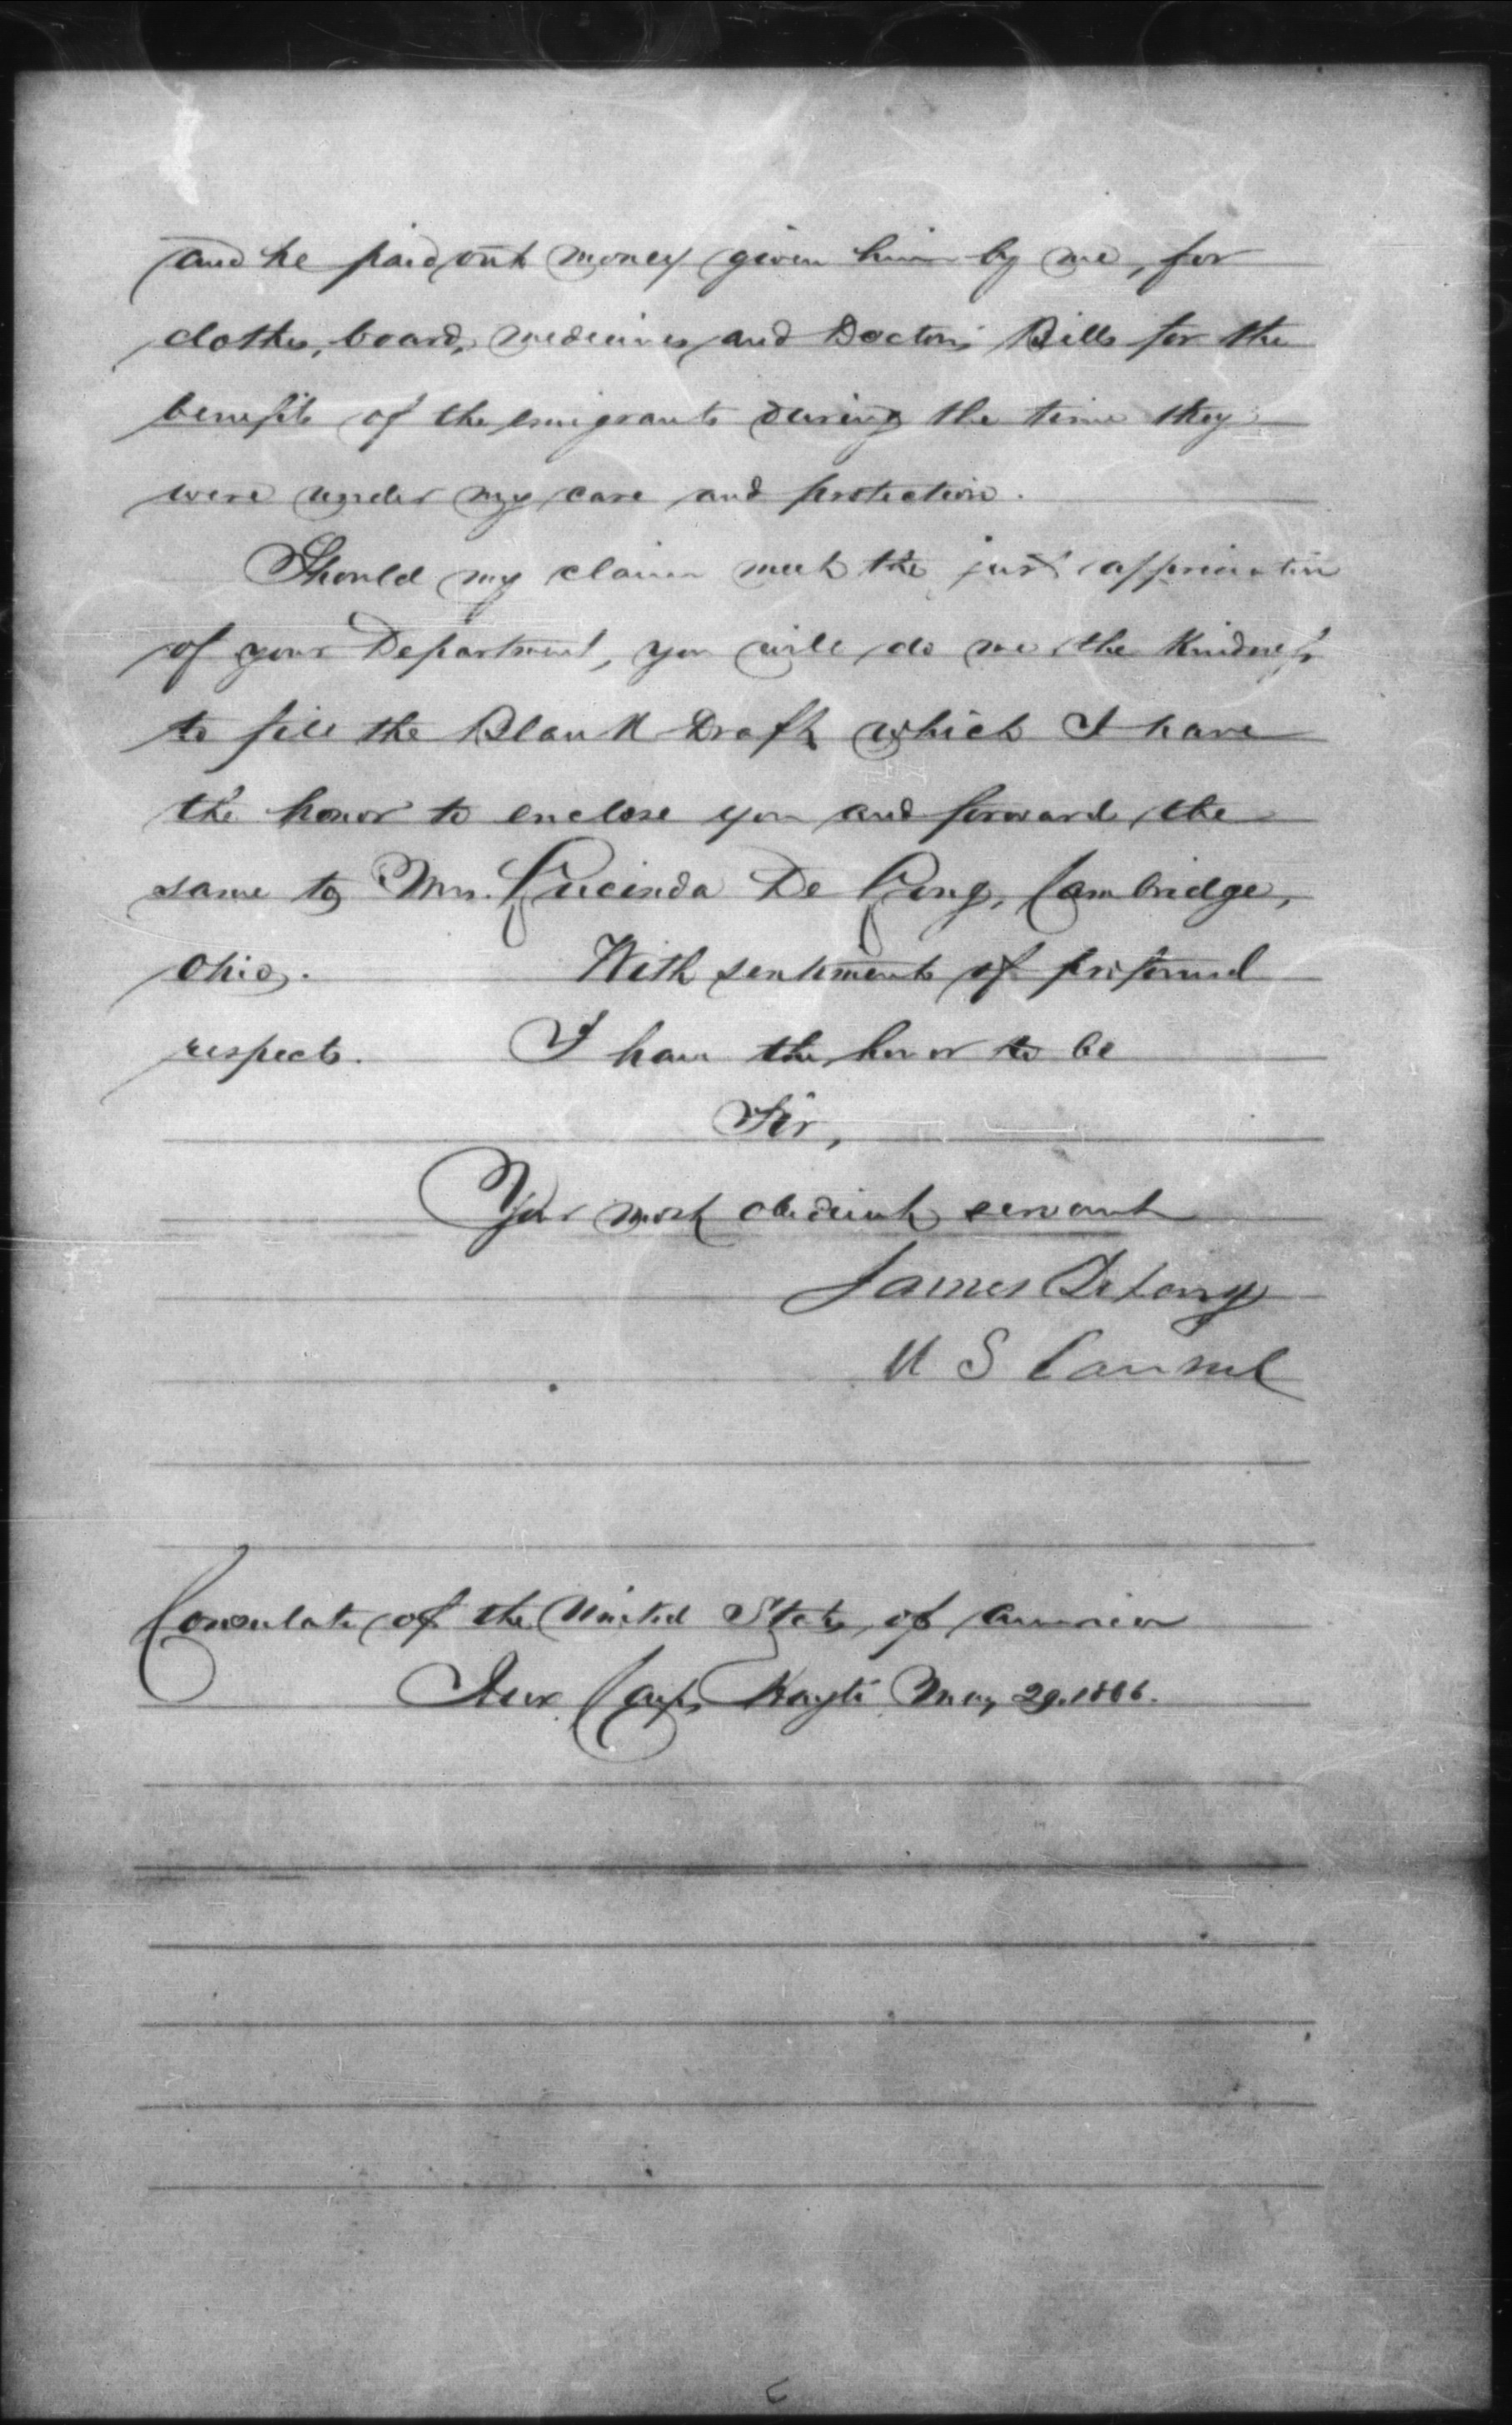 and he paid out money given him by me, for
clothes, board, medicines and Doctors Bills for the
benefit of the emigrants during the time they
were under my care and protection.
Should my claim meet the just appreciation
of your Department, you will do me the kindness
to fill the Blank Draft which I have
the honor to enclose you and forward the
same to Mrs. Lucinda De Long, Cambridge,
Ohio. With sentiments of profound
respect. I have the honor to be
Sir,
Your most obedient servant
James De Long
U S Consul
Consulate of the United States of America
Aux Cayes Hayti May 29. 1866.